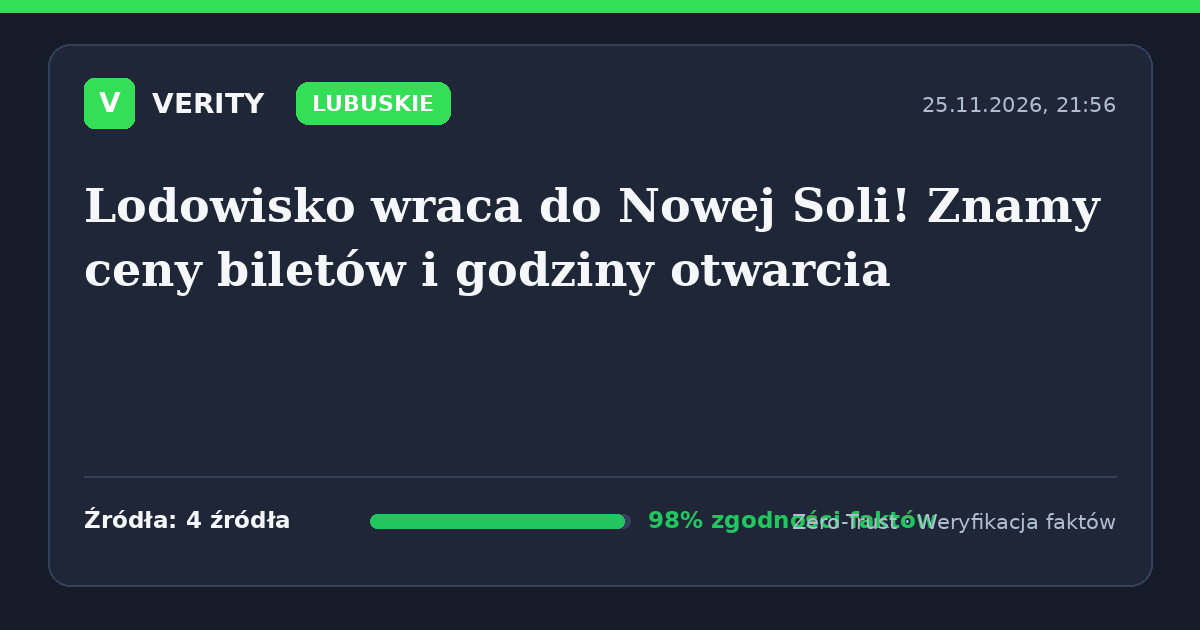 V VERITY LUBUSKIE 25.11.2026, 21:56
Lodowisko wraca do Nowej Soli! Znamy
ceny biletów i godziny otwarcia
Źródła: 4 źródła 98% zgodności faktów Zero-Trust · Weryfikacja faktów